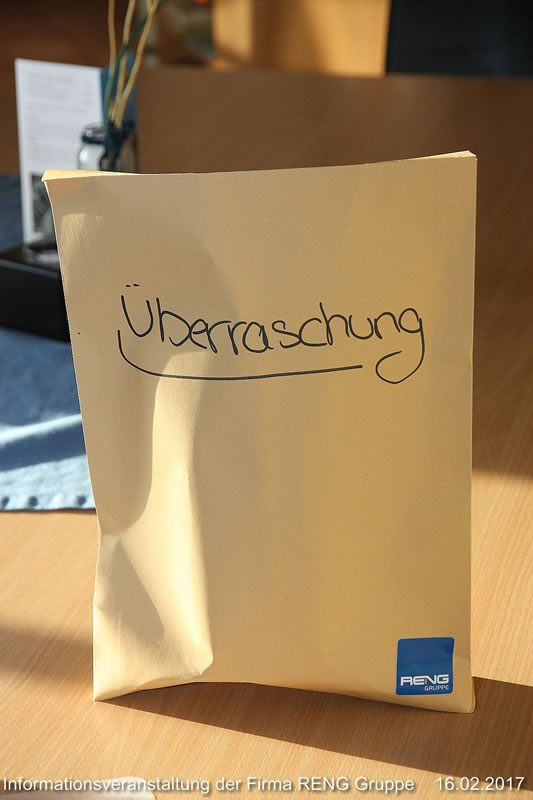 Überraschung
RENG
GRUPPE
Informationsveranstaltung der Firma RENG Gruppe 16.02.2017